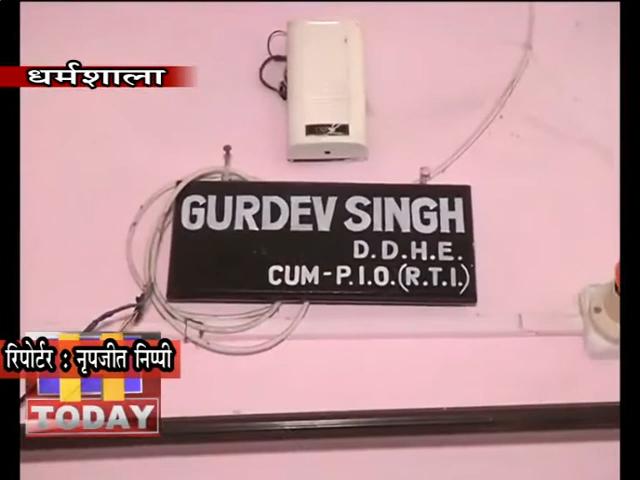 धर्मशाला
GURDEV SINGH
D.D.H.E.
CUM-P.I.O.(R.T.I.)
रिपोर्टर : नृपजीत निप्पी
TODAY